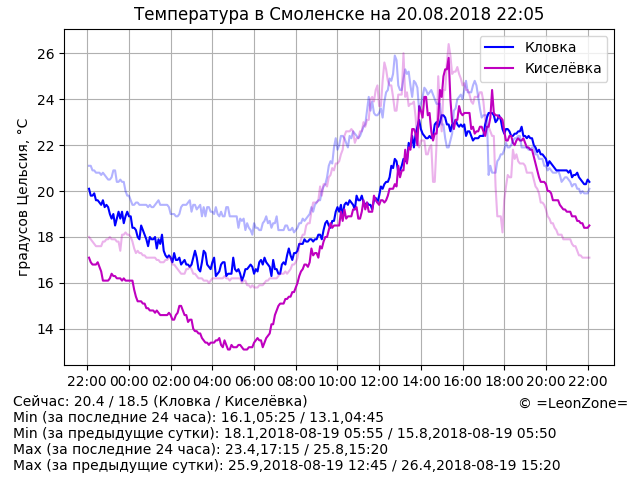 Температура в Смоленске на 20.08.2018 22:05
градусов Цельсия, °C
26
24
22
20
18
16
14
Кловка
Киселёвка
22:00 00:00 02:00 04:00 06:00 08:00 10:00 12:00 14:00 16:00 18:00 20:00 22:00
Сейчас: 20.4 / 18.5 (Кловка / Киселёвка)
© =LeonZone=
Min (за последние 24 часа): 16.1,05:25 / 13.1,04:45
Min (за предыдущие сутки): 18.1,2018-08-19 05:55 / 15.8,2018-08-19 05:50
Max (за последние 24 часа): 23.4,17:15 / 25.8,15:20
Max (за предыдущие сутки): 25.9,2018-08-19 12:45 / 26.4,2018-08-19 15:20